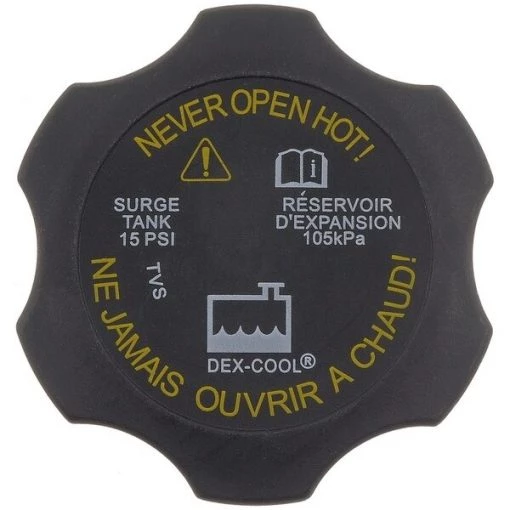 NEVER OPEN HOT!
SURGE
TANK
15 PSI
RÉSERVOIR
D'EXPANSION
105kPa
TVS
DEX-COOL®
NE JAMAIS OUVRIR A CHAUD!